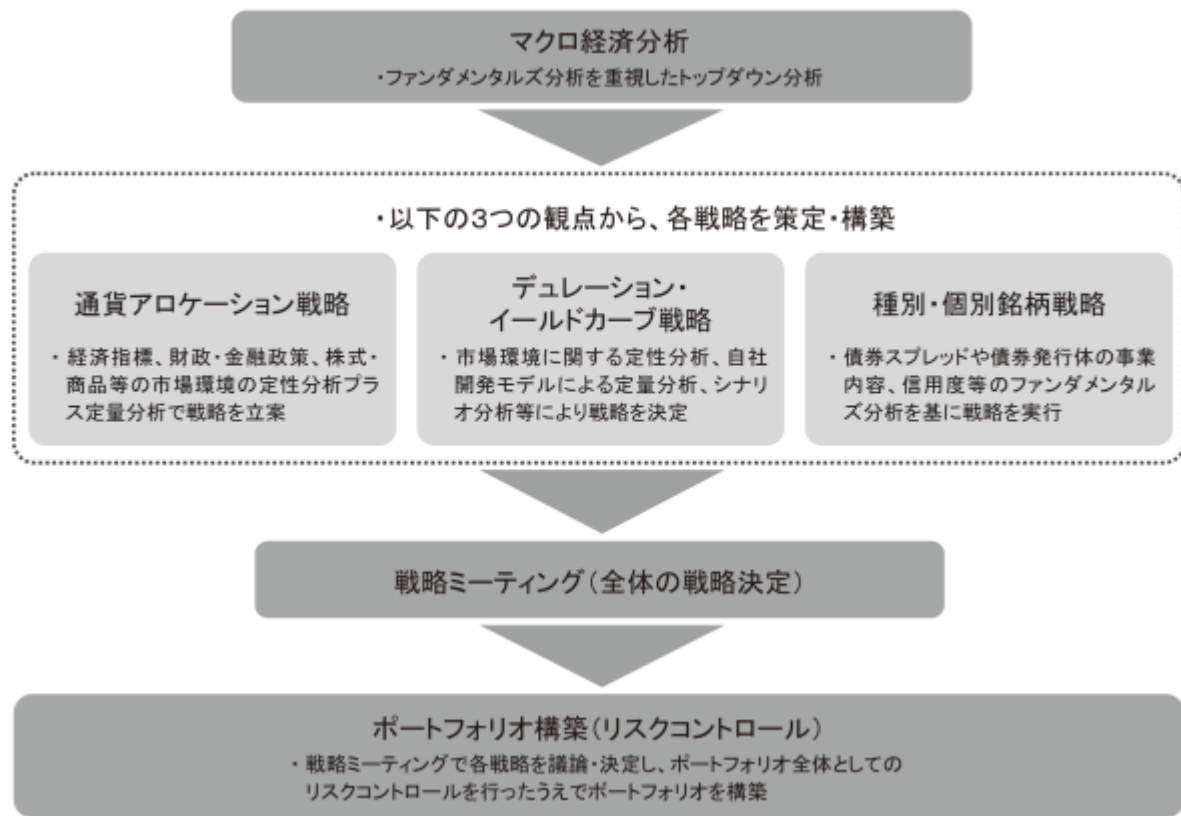 マクロ経済分析
・ファンダメンタルズ分析を重視したトップダウン分析
・以下の3つの観点から、各戦略を策定・構築
通貨アロケーション戦略
・経済指標、財政・金融政策、株式・
商品等の市場環境の定性分析プラ
ス定量分析で戦略を立案
デュレーション・
イールドカーブ戦略
・市場環境に関する定性分析、自社
開発モデルによる定量分析、シナリ
オ分析等により戦略を決定
種別・個別銘柄戦略
・債券スプレッドや債券発行体の事業
内容、信用度等のファンダメンタル
ズ分析を基に戦略を実行
戦略ミーティング(全体の戦略決定)
ポートフォリオ構築(リスクコントロール)
・戦略ミーティングで各戦略を議論・決定し、ポートフォリオ全体としての
リスクコントロールを行ったうえでポートフォリオを構築